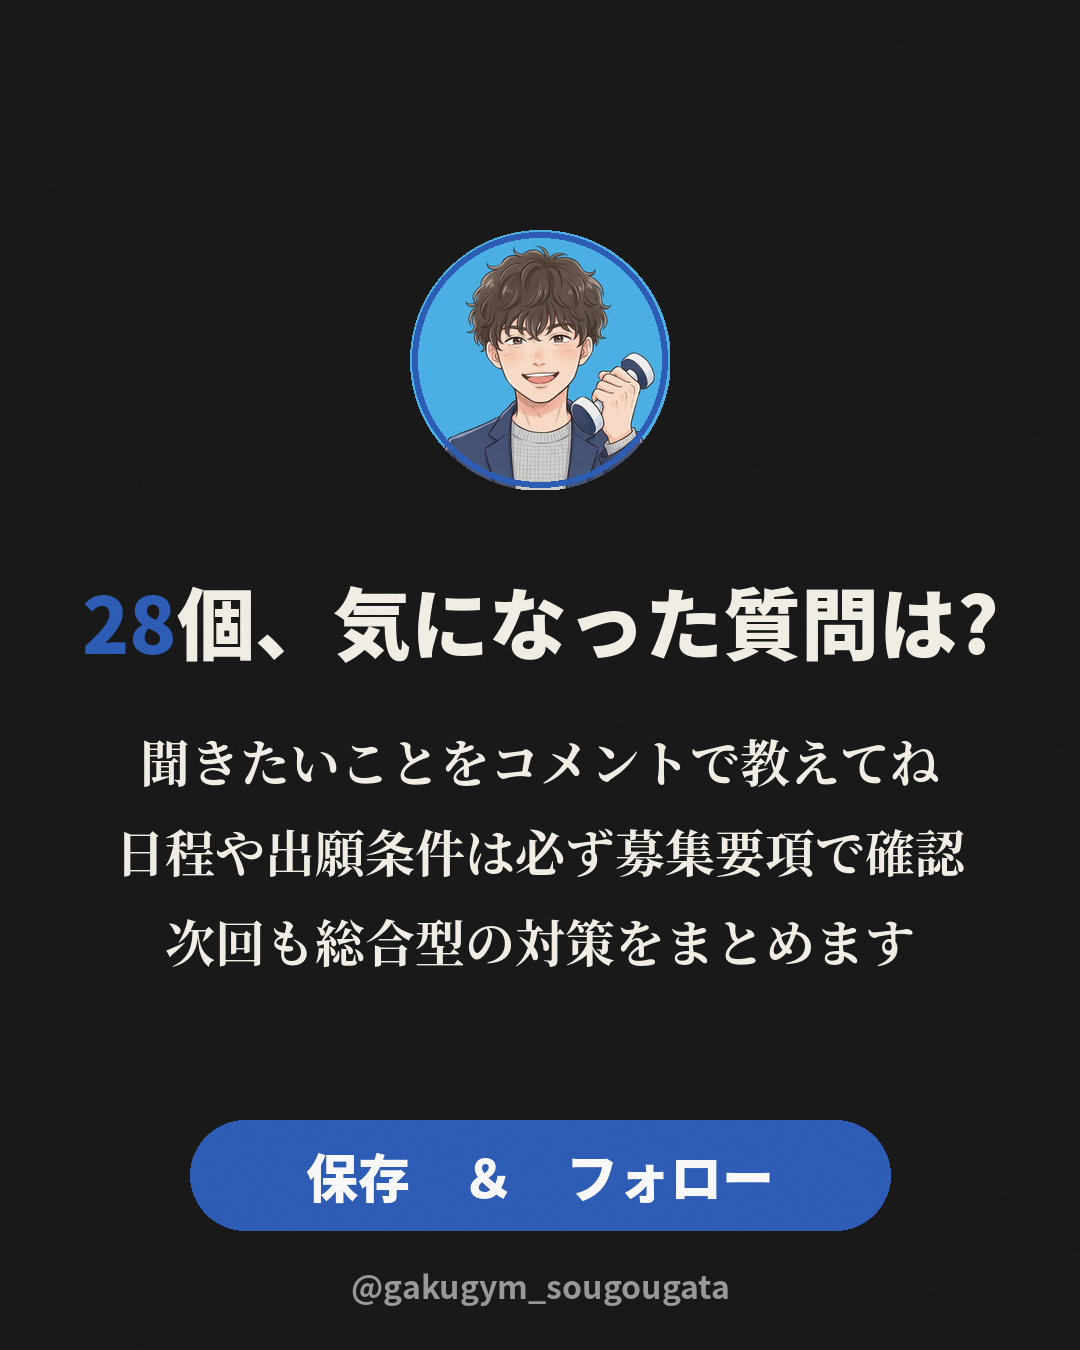 28個、気になった質問は?
聞きたいことをコメントで教えてね
日程や出願条件は必ず募集要項で確認
次回も総合型の対策をまとめます
保存　&　フォロー
@gakugym_sougougata